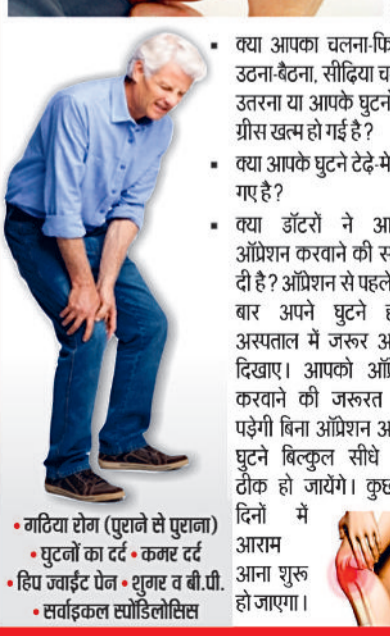 ▪ क्या आपका चलना-फि
उठना-बैठना, सीढ़िया च
उतरना या आपके घुटनो
ग्रीस खत्म हो गई है?
▪ क्या आपके घुटने टेढ़े-मे
गए है?
▪ क्या डॉटरों ने आ
ऑप्रेशन करवाने की स
दी है? ऑप्रेशन से पहले
बार अपने घुटने ह
अस्पताल में जरूर अ
दिखाए। आपको ऑि
करवाने की जरूरत
पड़ेगी बिना ऑप्रेशन अ
घुटने बिल्कुल सीधे
ठीक हो जायेंगे। कुछ
दिनों में
आराम
आना शुरू
हो जाएगा।
• गठिया रोग (पुराने से पुराना)
• घुटनों का दर्द • कमर दर्द
• हिप ज्वाईंट पेन • शुगर व बी.पी.
• सर्वाइकल स्पोंडिलोसिस